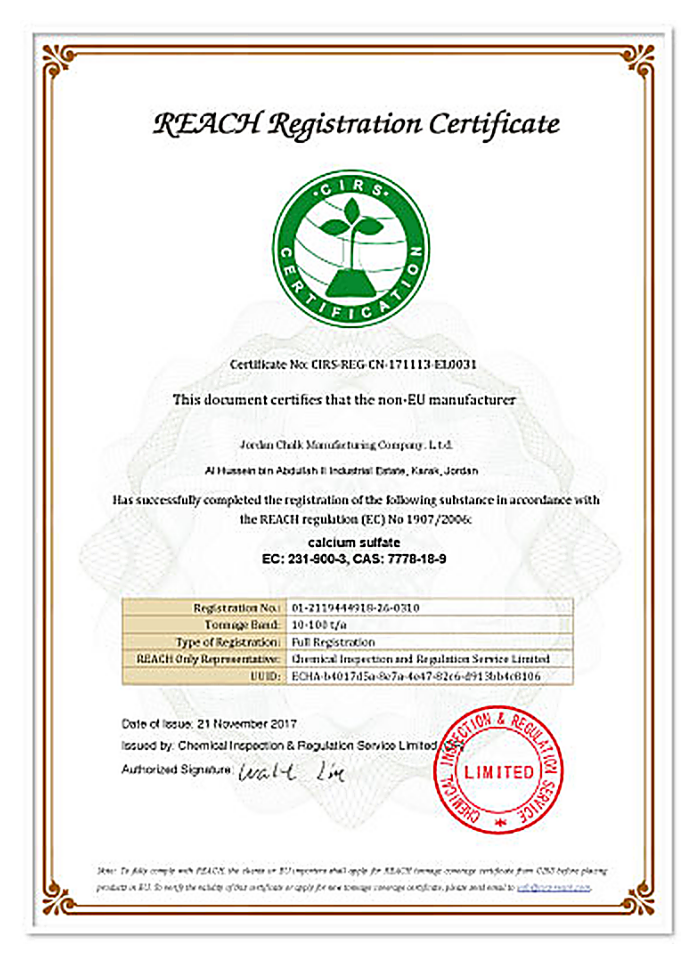 REACH Registration Certificate
·CIRS·
CERTIFICATION
Certificate No: CIRS-REG-CN-171113-EL0031
This document certifies that the non-EU manufacturer
Jordan Chalk Manufacturing Company. L.t.d.
Al Hussein bin Abdullah II Industrial Estate, Karak, Jordan
Has successfully completed the registration of the following substance in accordance with
the REACH regulation (EC) No 1907/2006:
calcium sulfate
EC: 231-900-3, CAS: 7778-18-9
Registration No.: 01-2119444918-26-0310
Tonnage Band: 10-100 t/a
Type of Registration: Full Registration
REACH Only Representative: Chemical Inspection and Regulation Service Limited
UUID: ECHA-b4017d5a-8e7a-4e47-82c6-d913bb4c8106
Date of Issue: 21 November 2017
Issued by: Chemical Inspection & Regulation Service Limited
Authorized Signature:
CHEMICAL INSPECTION & REGULATION SERVICE
LIMITED
Note: To fully comply with REACH, the clients or EU importers shall apply for REACH tonnage coverage certificate from CIRS before placing
products in EU. To verify the validity of this certificate or apply for new tonnage coverage certificate, please send email to